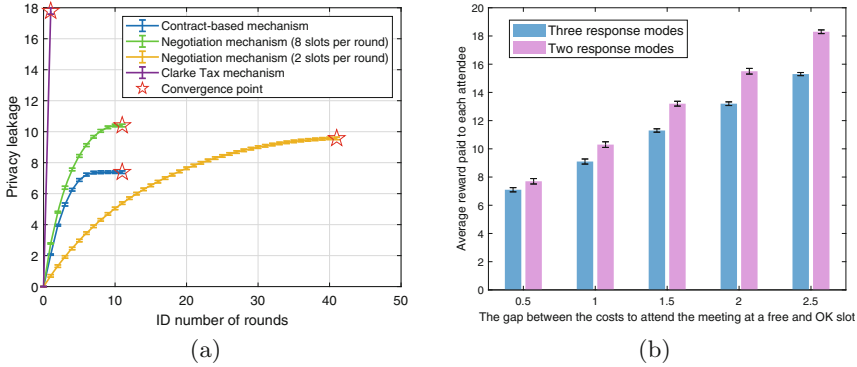 Contract-based mechanism
Negotiation mechanism (8 slots per round)
Negotiation mechanism (2 slots per round)
Clarke Tax mechanism
Convergence point
Privacy leakage
18
16
14
12
10
8
6
4
2
0
0 10 20 30 40 50
ID number of rounds
(a)
Three response modes
Two response modes
Average reward paid to each attendee
20
18
16
14
12
10
8
6
4
2
0
0.5 1 1.5 2 2.5
The gap between the costs to attend the meeting at a free and OK slot
(b)